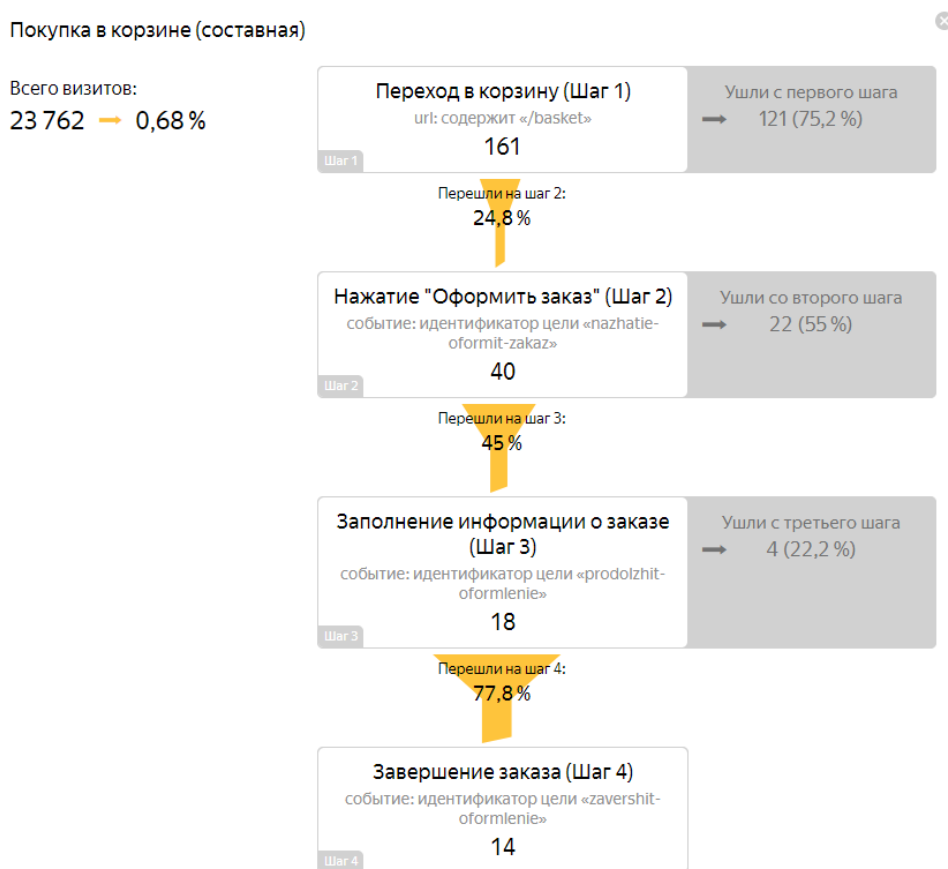 Покупка в корзине (составная)
Всего визитов:
23 762 → 0,68 %
Переход в корзину (Шаг 1)
url: содержит «/basket»
161
Шаг 1
Ушли с первого шага
→ 121 (75,2 %)
Перешли на шаг 2:
24,8 %
Нажатие "Оформить заказ" (Шаг 2)
событие: идентификатор цели «nazhatie-
oformit-zakaz»
40
Шаг 2
Ушли со второго шага
→ 22 (55 %)
Перешли на шаг 3:
45 %
Заполнение информации о заказе
(Шаг 3)
событие: идентификатор цели «prodolzhit-
oformlenie»
18
Шаг 3
Ушли с третьего шага
→ 4 (22,2 %)
Перешли на шаг 4:
77,8 %
Завершение заказа (Шаг 4)
событие: идентификатор цели «zavershit-
oformlenie»
14
Шаг 4